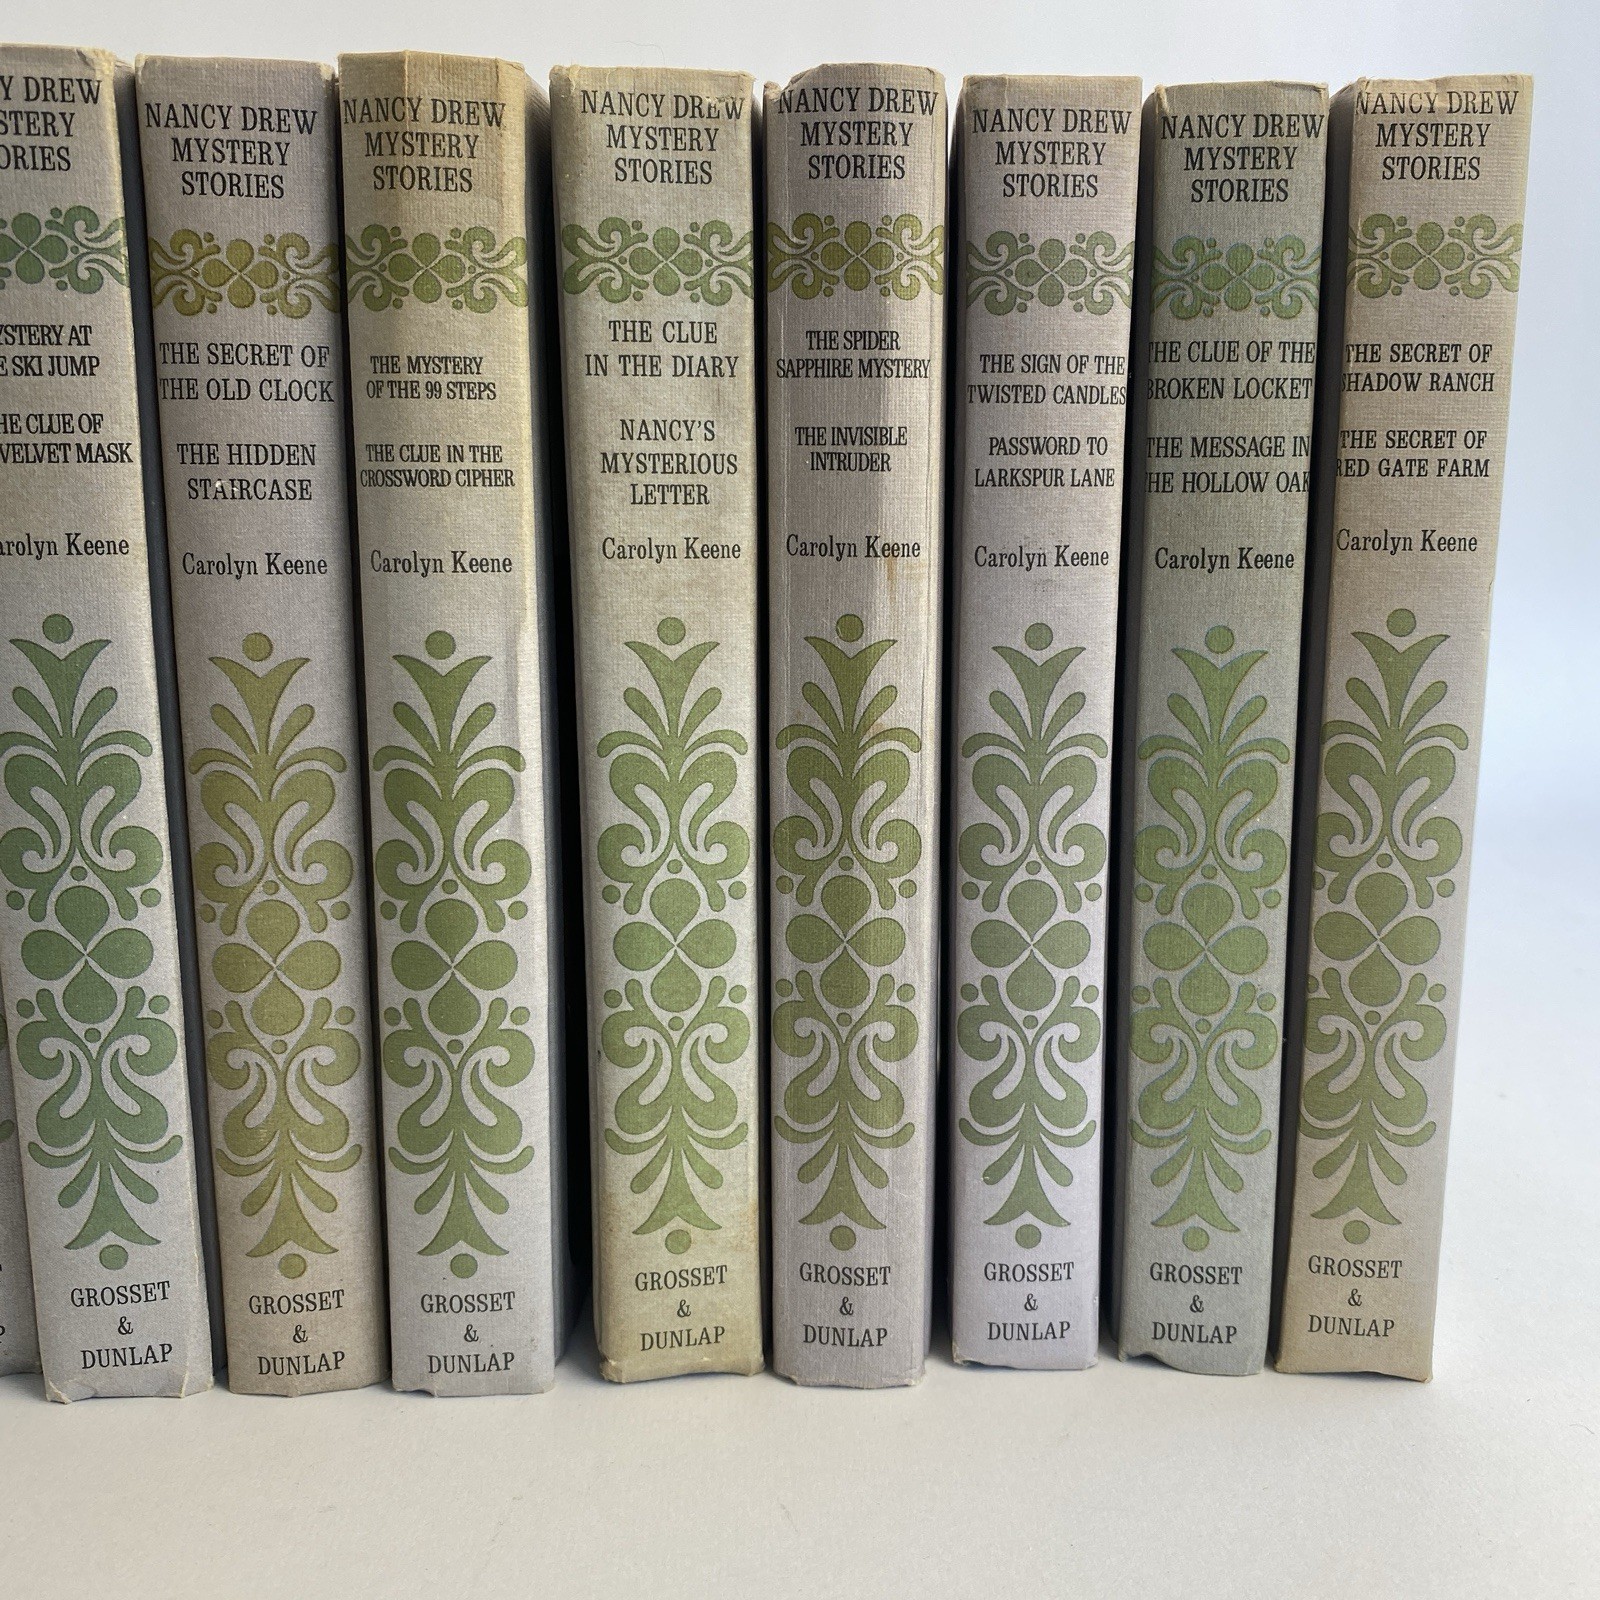 Y DREW
STERY
ORIES
YSTERY AT
E SKI JUMP
HE CLUE OF
VELVET MASK
arolyn Keene
GROSSET
&
DUNLAP
NANCY DREW
MYSTERY
STORIES
THE SECRET OF
THE OLD CLOCK
THE HIDDEN
STAIRCASE
Carolyn Keene
GROSSET
&
DUNLAP
NANCY DREW
MYSTERY
STORIES
THE MYSTERY
OF THE 99 STEPS
THE CLUE IN THE
CROSSWORD CIPHER
Carolyn Keene
GROSSET
&
DUNLAP
NANCY DREW
MYSTERY
STORIES
THE CLUE
IN THE DIARY
NANCY'S
MYSTERIOUS
LETTER
Carolyn Keene
GROSSET
&
DUNLAP
NANCY DREW
MYSTERY
STORIES
THE SPIDER
SAPPHIRE MYSTERY
THE INVISIBLE
INTRUDER
Carolyn Keene
GROSSET
&
DUNLAP
NANCY DREW
MYSTERY
STORIES
THE SIGN OF THE
TWISTED CANDLES
PASSWORD TO
LARKSPUR LANE
Carolyn Keene
GROSSET
&
DUNLAP
NANCY DREW
MYSTERY
STORIES
THE CLUE OF THE
BROKEN LOCKET
THE MESSAGE IN
THE HOLLOW OAK
Carolyn Keene
GROSSET
&
DUNLAP
NANCY DREW
MYSTERY
STORIES
THE SECRET OF
SHADOW RANCH
THE SECRET OF
RED GATE FARM
Carolyn Keene
GROSSET
&
DUNLAP